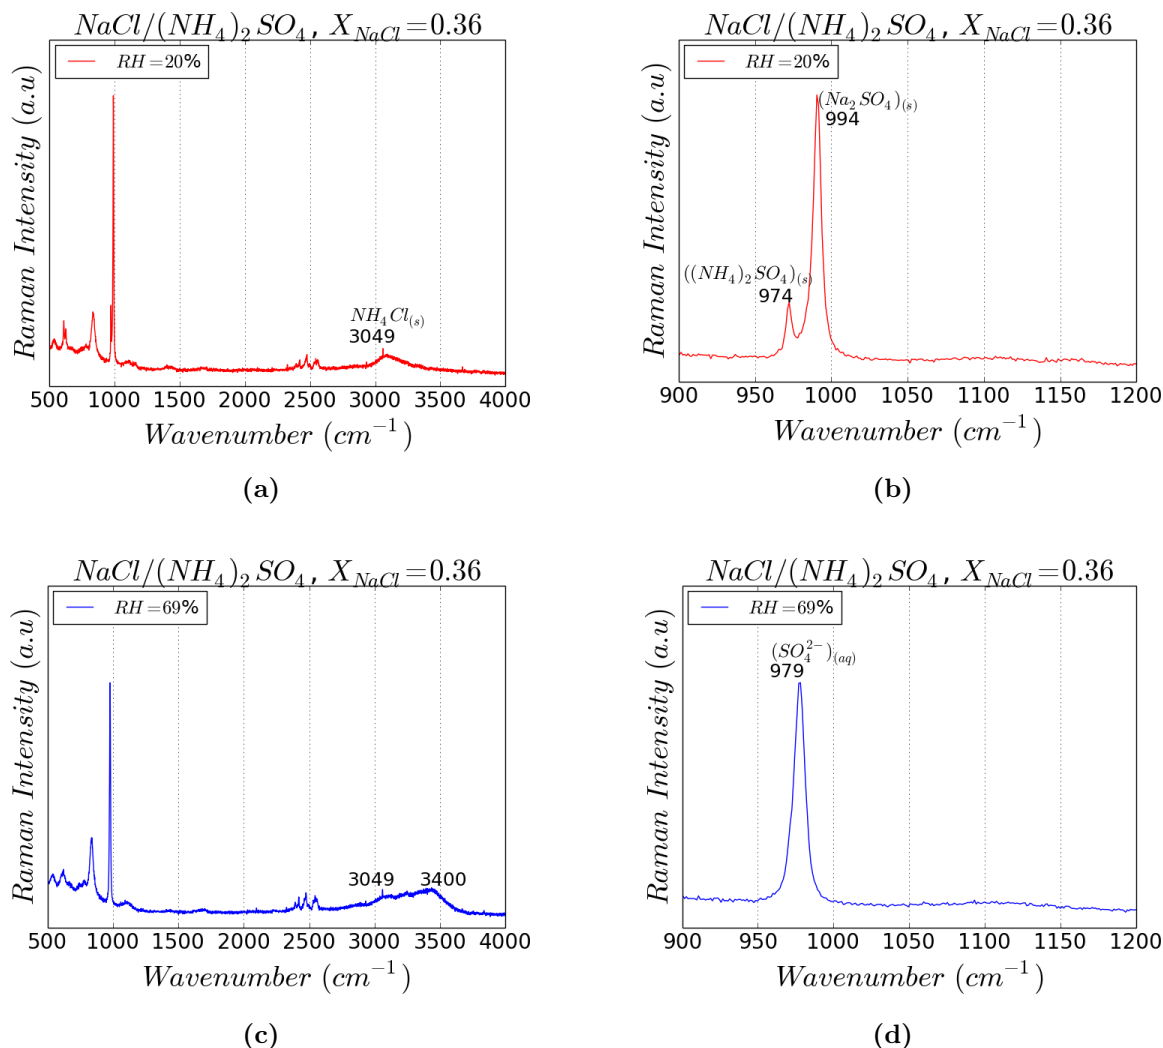 NaCl/(NH₄)₂SO₄, X_NaCl=0.36
RH=20%
NH₄Cl₍ₛ₎
3049
500 1000 1500 2000 2500 3000 3500 4000
Wavenumber (cm⁻¹)
Raman Intensity (a.u)
(a)
NaCl/(NH₄)₂SO₄, X_NaCl=0.36
RH=20%
(Na₂SO₄)₍ₛ₎
994
((NH₄)₂SO₄)₍ₛ₎
974
900 950 1000 1050 1100 1150 1200
Wavenumber (cm⁻¹)
Raman Intensity (a.u)
(b)
NaCl/(NH₄)₂SO₄, X_NaCl=0.36
RH=69%
3049 3400
500 1000 1500 2000 2500 3000 3500 4000
Wavenumber (cm⁻¹)
Raman Intensity (a.u)
(c)
NaCl/(NH₄)₂SO₄, X_NaCl=0.36
RH=69%
(SO₄²⁻)_(aq)
979
900 950 1000 1050 1100 1150 1200
Wavenumber (cm⁻¹)
Raman Intensity (a.u)
(d)